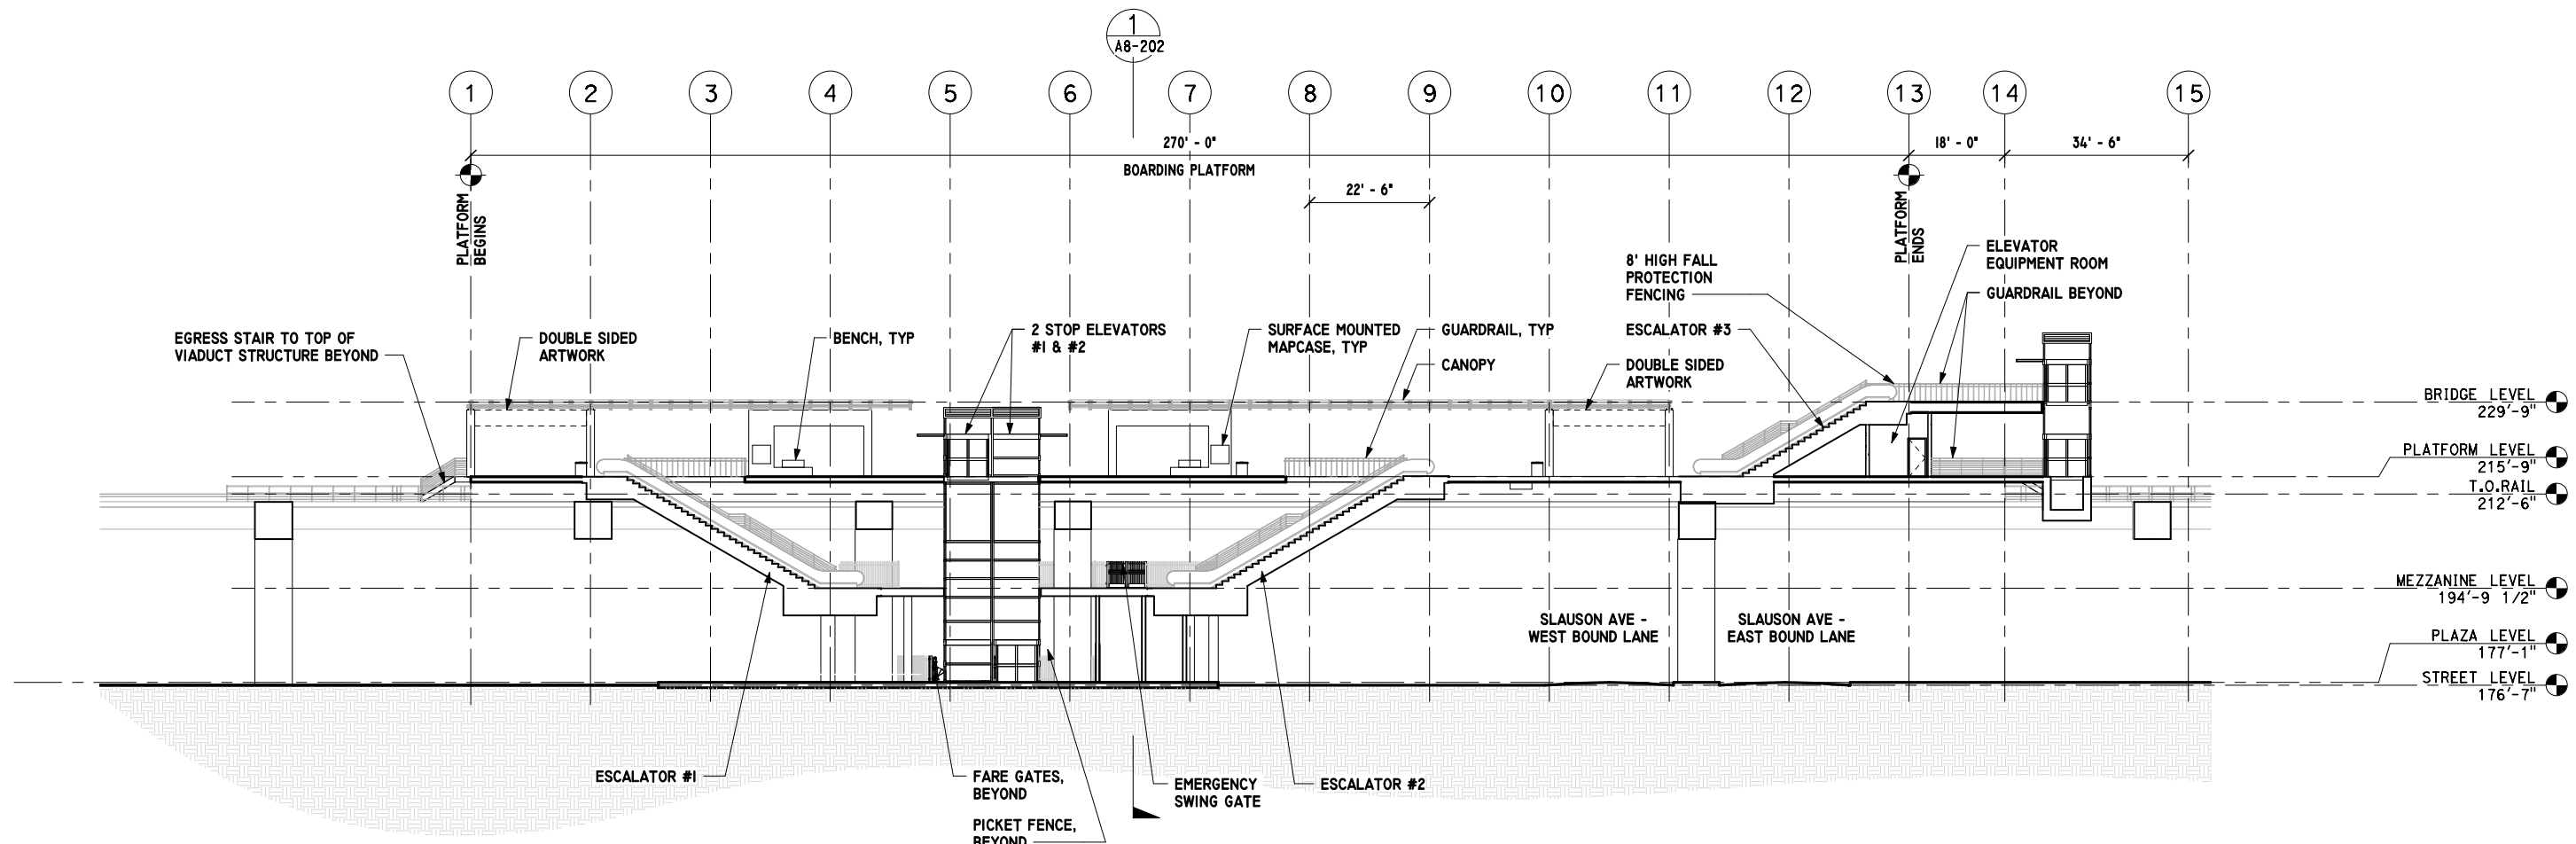 1
A8-202
1 2 3 4 5 6 7 8 9 10 11 12 13 14 15
270' - 0" 18' - 0" 34' - 6"
BOARDING PLATFORM
22' - 6"
PLATFORM
BEGINS
PLATFORM
ENDS
ELEVATOR
EQUIPMENT ROOM
GUARDRAIL BEYOND
8' HIGH FALL
PROTECTION
FENCING
EGRESS STAIR TO TOP OF
VIADUCT STRUCTURE BEYOND
DOUBLE SIDED
ARTWORK
BENCH, TYP
2 STOP ELEVATORS
#1 & #2
SURFACE MOUNTED
MAPCASE, TYP
GUARDRAIL, TYP
CANOPY
ESCALATOR #3
DOUBLE SIDED
ARTWORK
BRIDGE LEVEL
229'-9"
PLATFORM LEVEL
215'-9"
T.O.RAIL
212'-6"
MEZZANINE LEVEL
194'-9 1/2"
PLAZA LEVEL
177'-1"
STREET LEVEL
176'-7"
SLAUSON AVE -
WEST BOUND LANE
SLAUSON AVE -
EAST BOUND LANE
ESCALATOR #1
FARE GATES,
BEYOND
PICKET FENCE,
BEYOND
EMERGENCY
SWING GATE
ESCALATOR #2